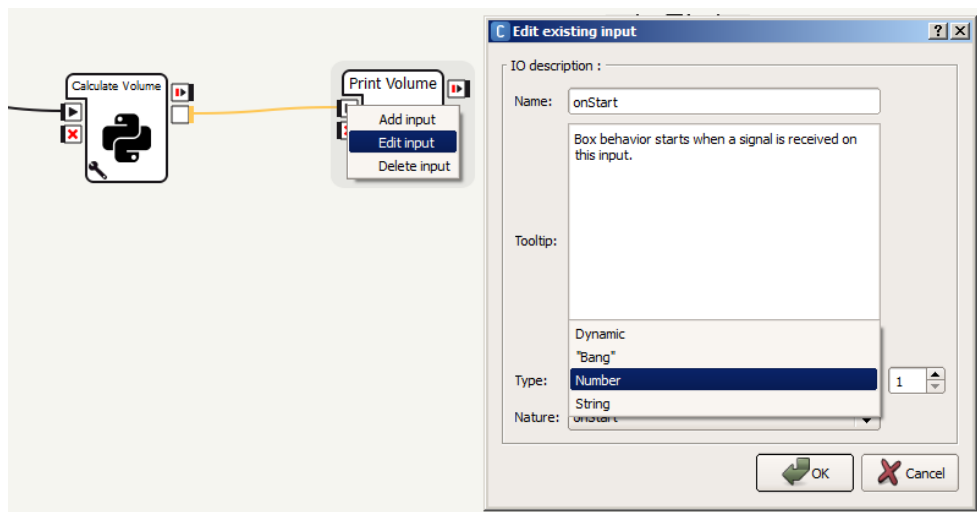 Calculate Volume
Print Volume
Add input
Edit input
Delete input
Edit existing input
IO description :
Name:
onStart
Box behavior starts when a signal is received on
this input.
Tooltip:
Dynamic
"Bang"
Type:
Number
1
String
Nature:
onStart
OK
Cancel